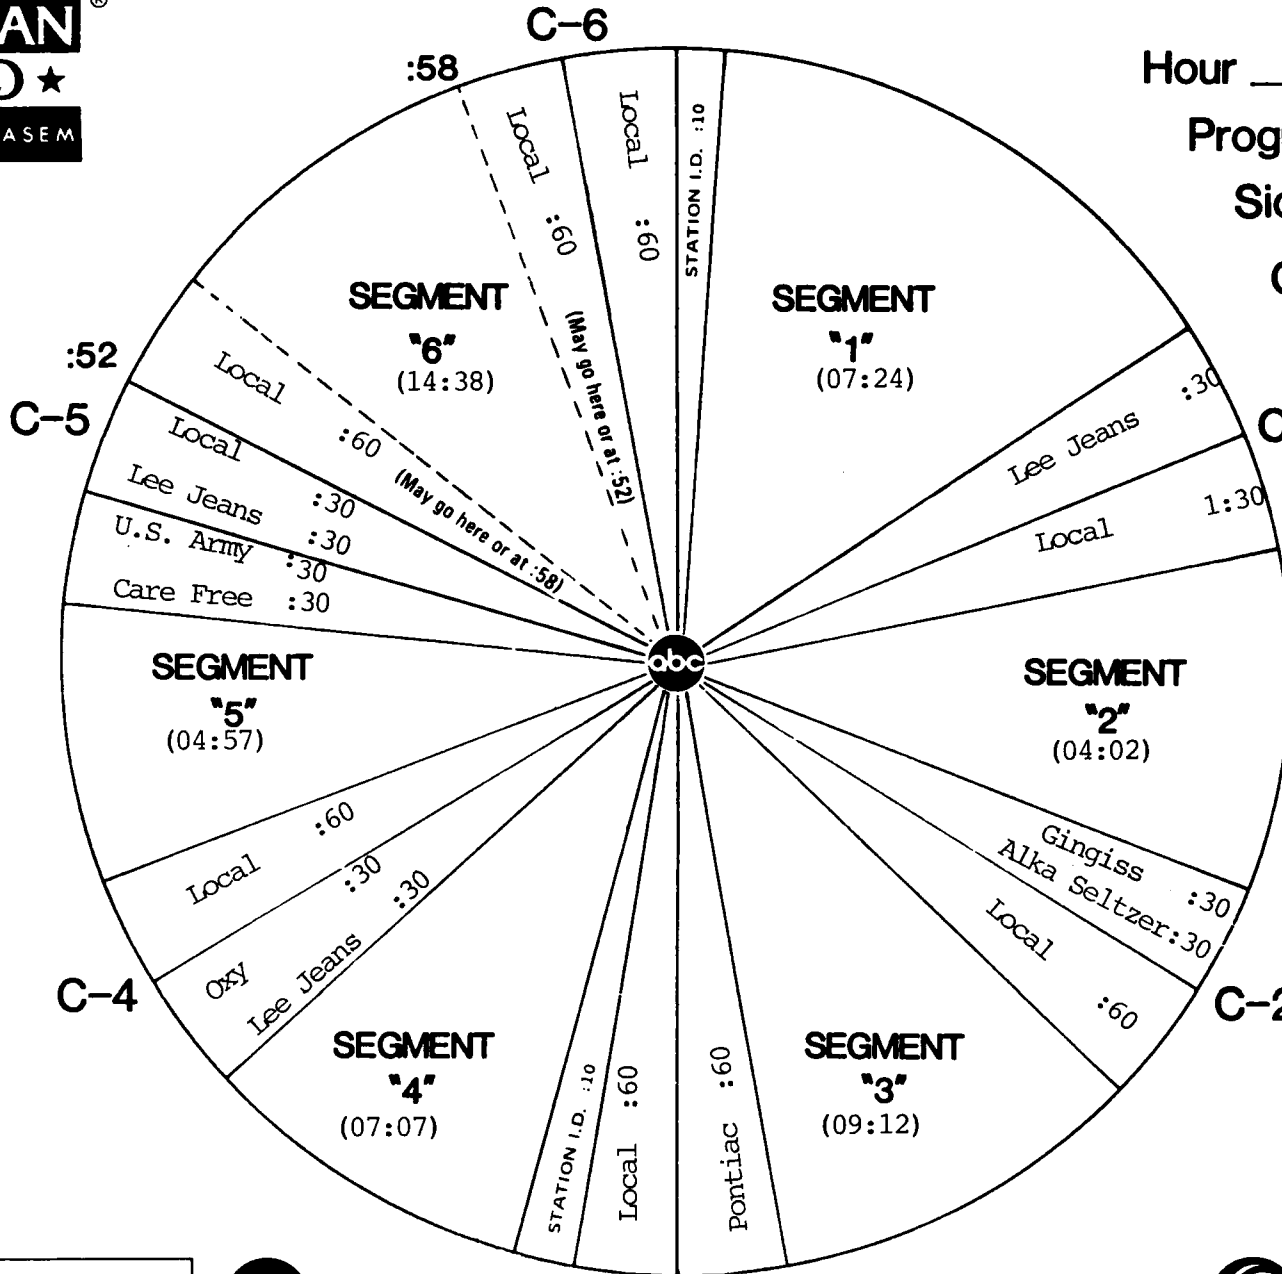 AN ®
★
ASEM
C-6
:58
Hour
Prog
Local :60
Local :60
STATION I.D. :10
SEGMENT
"6"
(14:38)
(May go here or at :52)
SEGMENT
"1"
(07:24)
:52
C-5
Local :60
(May go here or at :58)
Local :30
Lee Jeans :30
U.S. Army :30
Care Free :30
Lee Jeans :30
Local 1:30
SEGMENT
"5"
(04:57)
abc
SEGMENT
"2"
(04:02)
Local :60
Oxy :30
Lee Jeans :30
C-4
Gingiss :30
Alka Seltzer :30
Local :60
C-2
SEGMENT
"4"
(07:07)
STATION I.D. :10
Local :60
Pontiac :60
SEGMENT
"3"
(09:12)